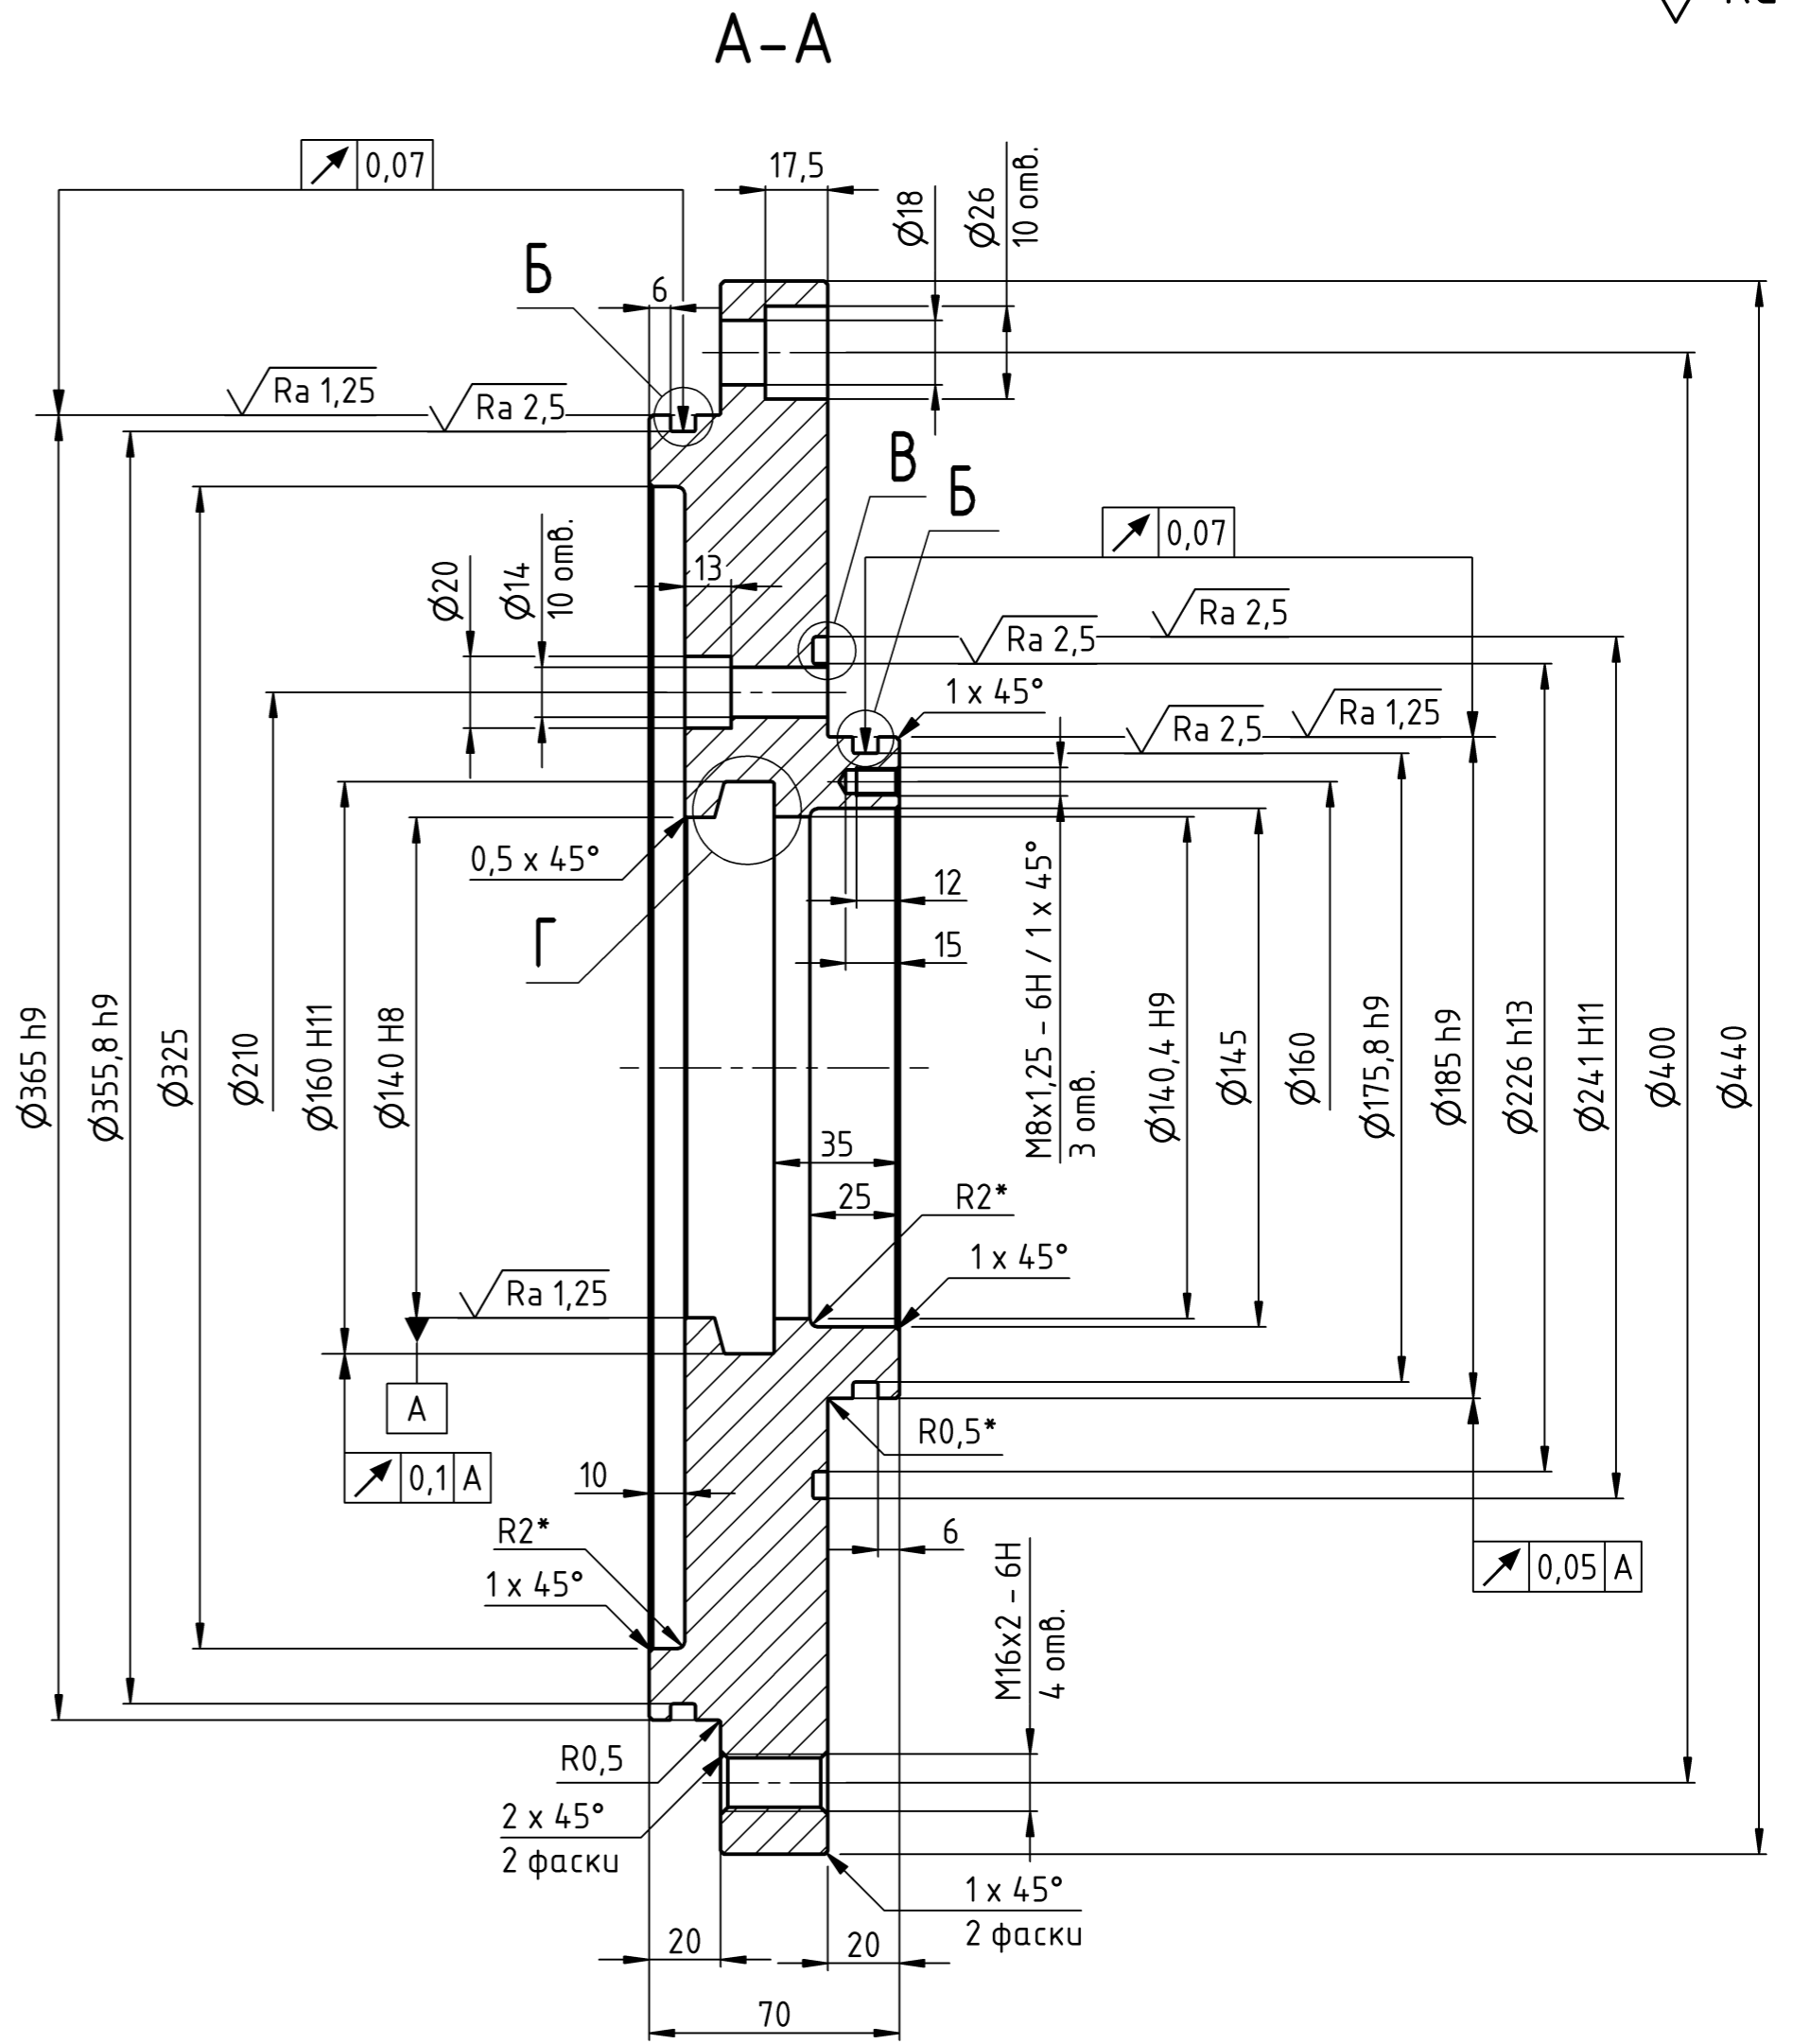 А-А
Ra
0,07
17,5
Ø18
Ø26
10 отв.
Б
6
Ra 1,25
Ra 2,5
В
Б
0,07
13
Ø20
Ø14
10 отв.
Ra 2,5
Ra 2,5
1 x 45°
Ra 2,5
Ra 1,25
0,5 x 45°
Г
12
15
M8x1,25 - 6H / 1 x 45°
3 отв.
Ø365 h9
Ø355,8 h9
Ø325
Ø210
Ø160 H11
Ø140 H8
Ø140,4 H9
Ø145
Ø160
Ø175,8 h9
Ø185 h9
Ø226 h13
Ø241 H11
Ø400
Ø440
35
25
R2*
1 x 45°
Ra 1,25
A
0,1 A
R0,5*
10
R2*
1 x 45°
6
0,05 A
M16x2 - 6H
4 отв.
R0,5
2 x 45°
2 фаски
1 x 45°
2 фаски
20
20
70